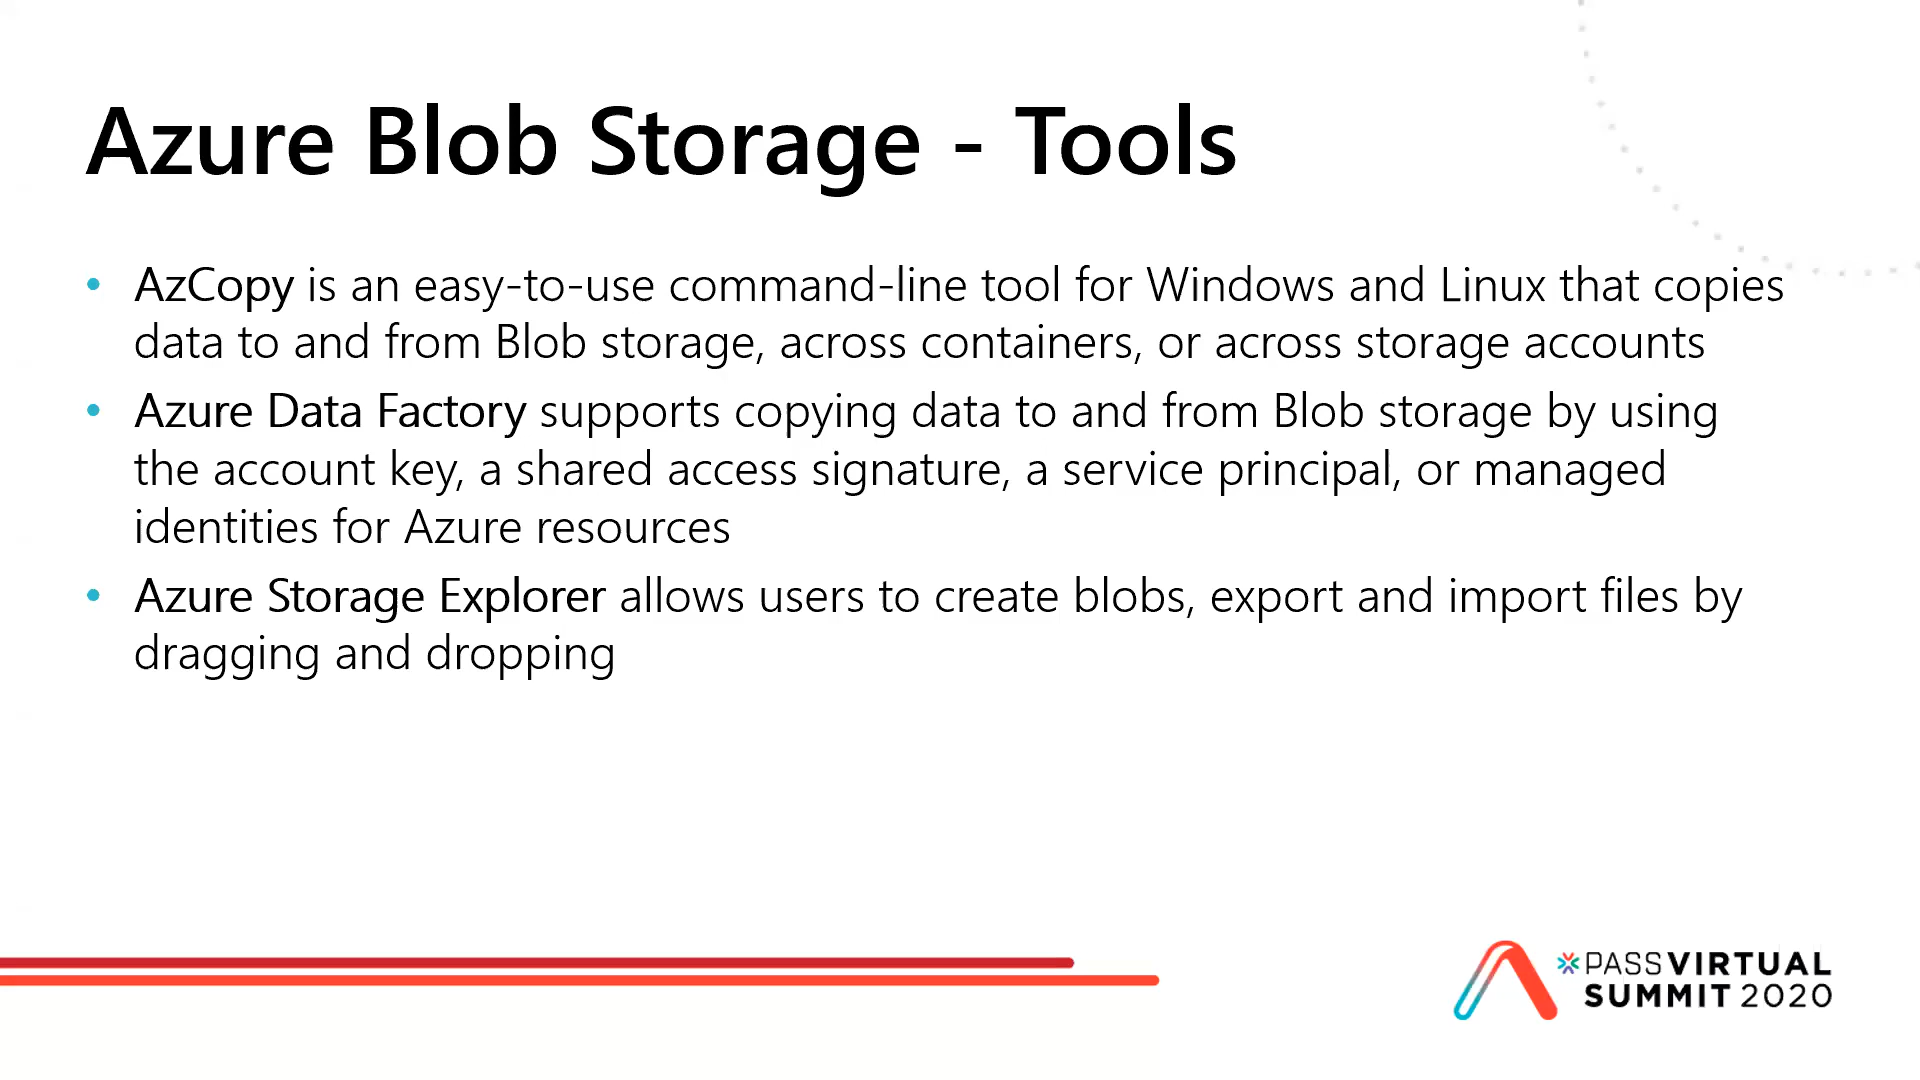 Azure Blob Storage - Tools
• AzCopy is an easy-to-use command-line tool for Windows and Linux that copies
data to and from Blob storage, across containers, or across storage accounts
• Azure Data Factory supports copying data to and from Blob storage by using
the account key, a shared access signature, a service principal, or managed
identities for Azure resources
• Azure Storage Explorer allows users to create blobs, export and import files by
dragging and dropping
PASS VIRTUAL
SUMMIT 2020